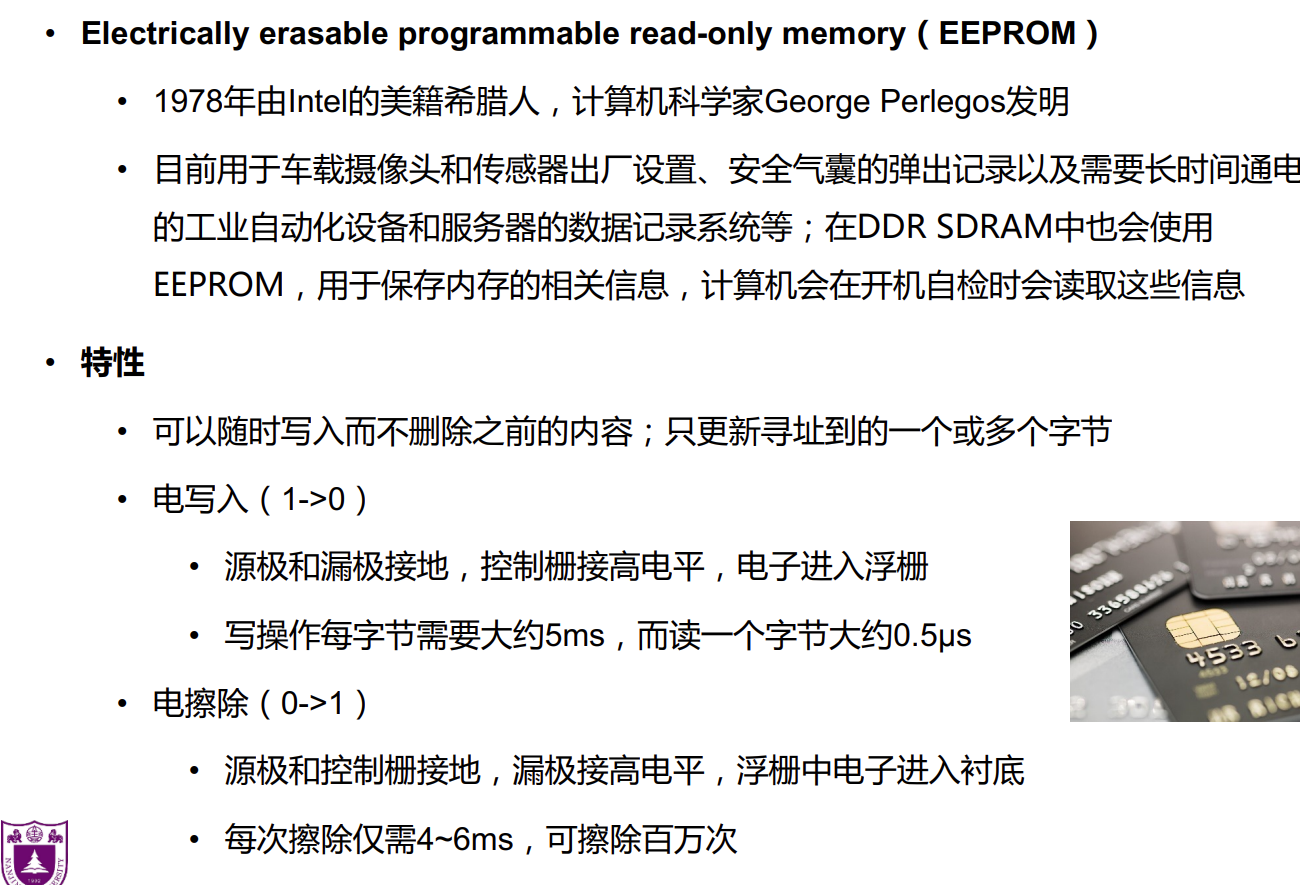 • Electrically erasable programmable read-only memory（EEPROM）
• 1978年由Intel的美籍希腊人，计算机科学家George Perlegos发明
• 目前用于车载摄像头和传感器出厂设置、安全气囊的弹出记录以及需要长时间通电
的工业自动化设备和服务器的数据记录系统等；在DDR SDRAM中也会使用
EEPROM，用于保存内存的相关信息，计算机会在开机自检时会读取这些信息
• 特性
• 可以随时写入而不删除之前的内容；只更新寻址到的一个或多个字节
• 电写入（1->0）
• 源极和漏极接地，控制栅接高电平，电子进入浮栅
• 写操作每字节需要大约5ms，而读一个字节大约0.5μs
• 电擦除（0->1）
• 源极和控制栅接地，漏极接高电平，浮栅中电子进入衬底
• 每次擦除仅需4~6ms，可擦除百万次
4533
12/08